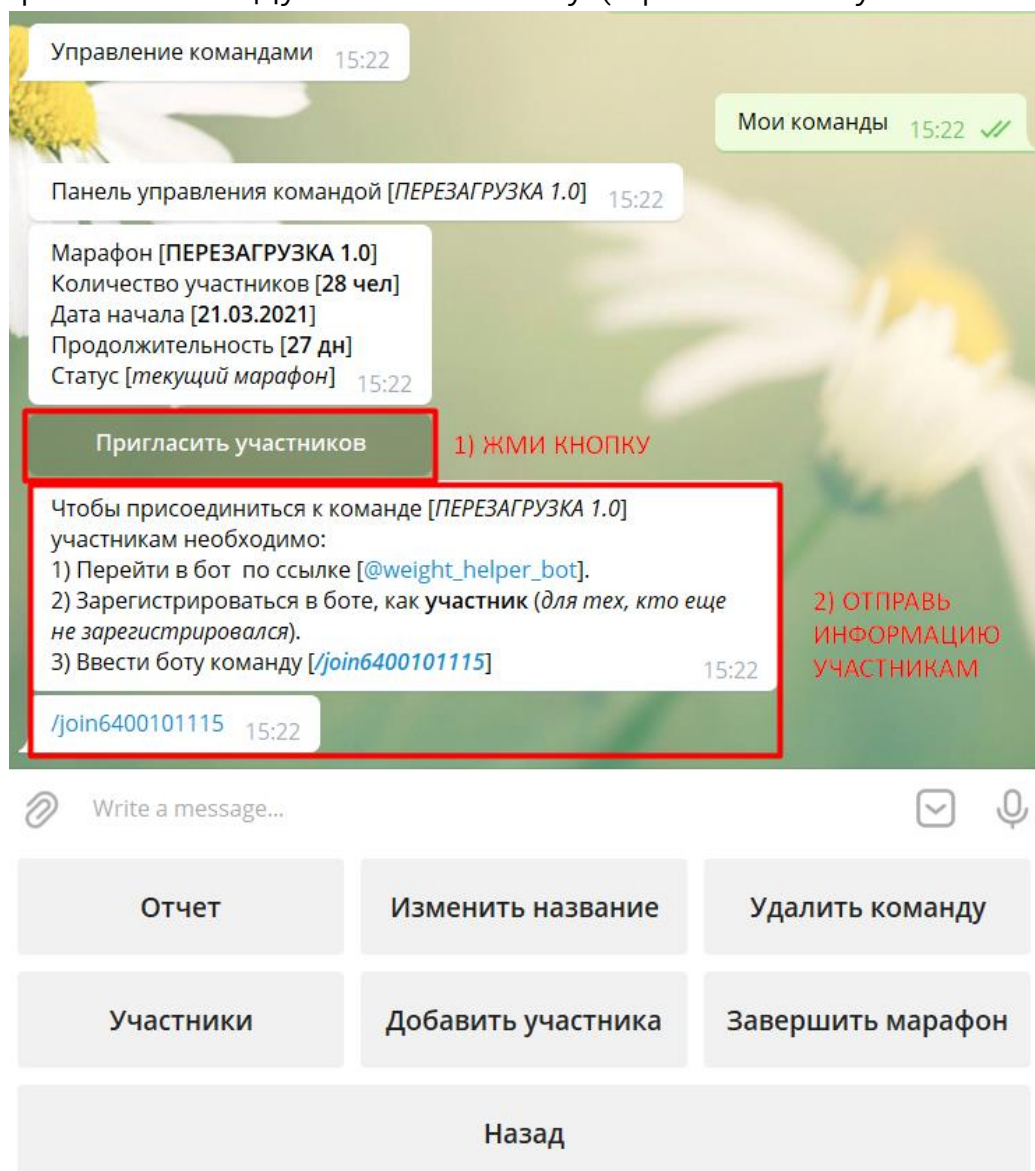 Управление командами 15:22
Мои команды 15:22
Панель управления командой [ПЕРЕЗАГРУЗКА 1.0] 15:22
Марафон [ПЕРЕЗАГРУЗКА 1.0]
Количество участников [28 чел]
Дата начала [21.03.2021]
Продолжительность [27 дн]
Статус [текущий марафон] 15:22
Пригласить участников
1) ЖМИ КНОПКУ
Чтобы присоединиться к команде [ПЕРЕЗАГРУЗКА 1.0]
участникам необходимо:
1) Перейти в бот по ссылке [@weight_helper_bot].
2) Зарегистрироваться в боте, как участник (для тех, кто еще
не зарегистрировался).
3) Ввести боту команду [/join6400101115] 15:22
2) ОТПРАВЬ
ИНФОРМАЦИЮ
УЧАСТНИКАМ
/join6400101115 15:22
Write a message...
Отчет
Изменить название
Удалить команду
Участники
Добавить участника
Завершить марафон
Назад